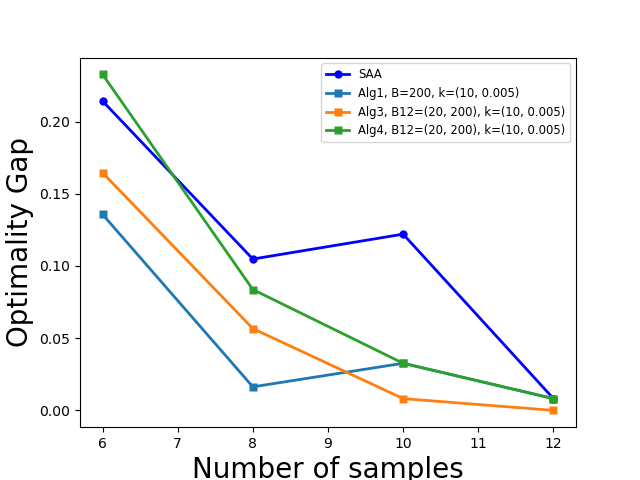 SAA
Alg1, B=200, k=(10, 0.005)
Alg3, B12=(20, 200), k=(10, 0.005)
Alg4, B12=(20, 200), k=(10, 0.005)
Optimality Gap
0.20
0.15
0.10
0.05
0.00
6 7 8 9 10 11 12
Number of samples